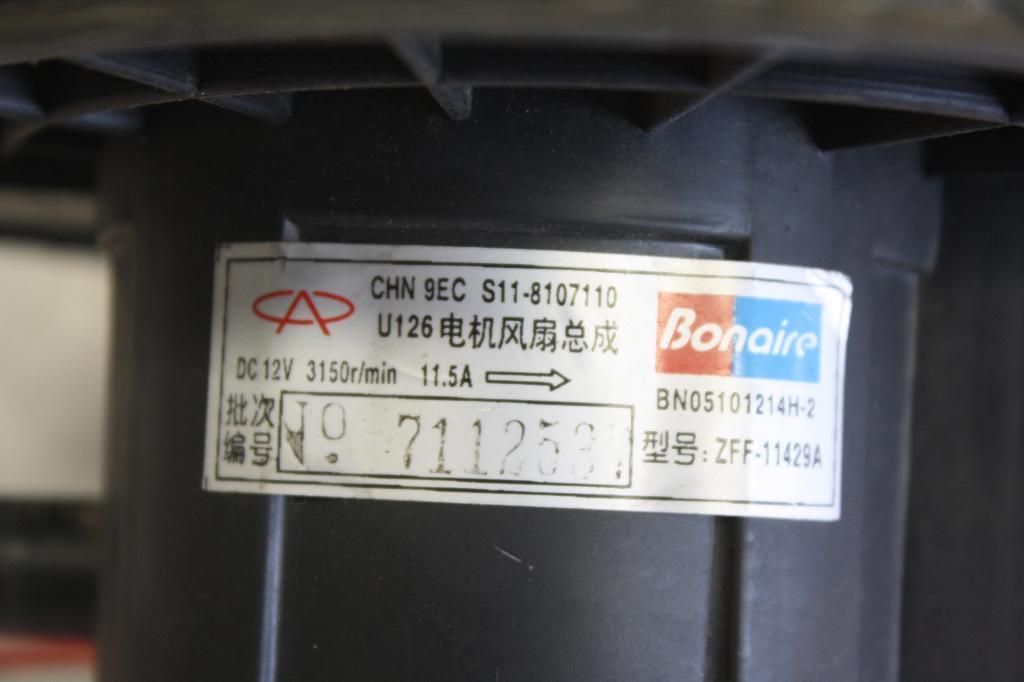 CHN 9EC S11-8107110
U126电机风扇总成
Bonaire
DC 12V 3150r/min 11.5A
BN05101214H-2
批次编号
No.
型号: ZFF-11429A